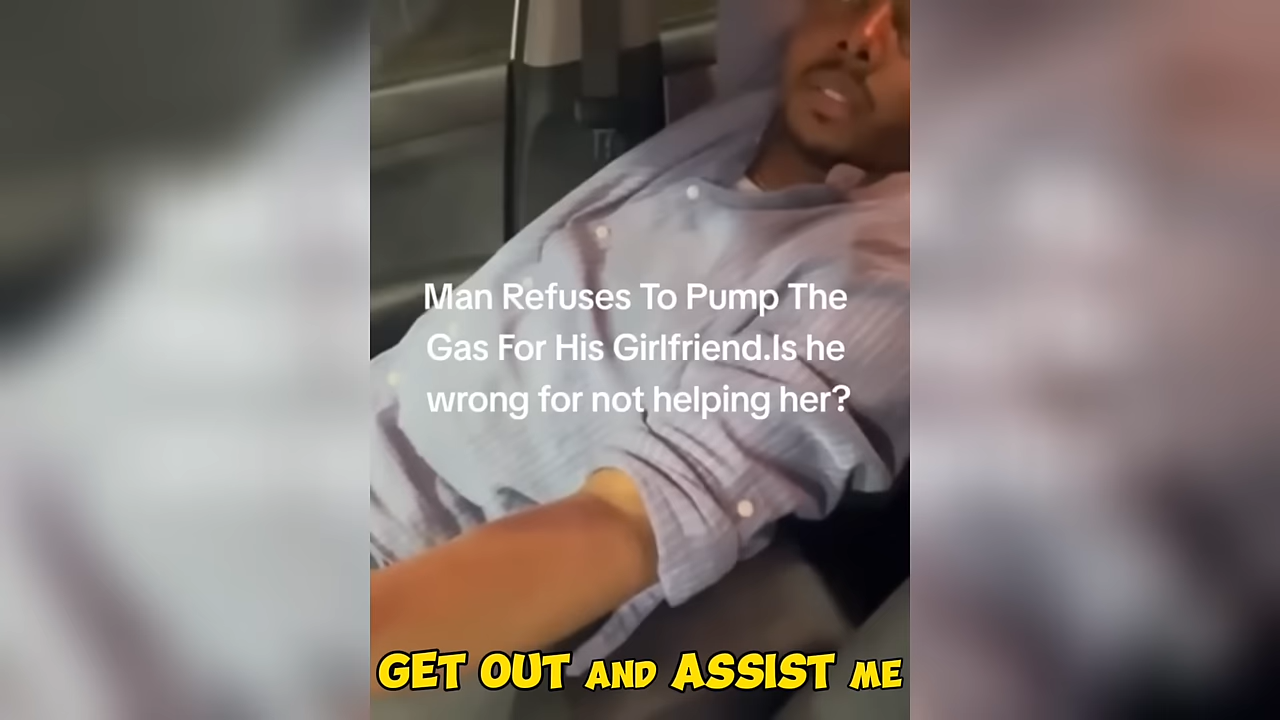 Man Refuses To Pump The
Gas For His Girlfriend.Is he
wrong for not helping her?
GET OUT AND ASSIST ME